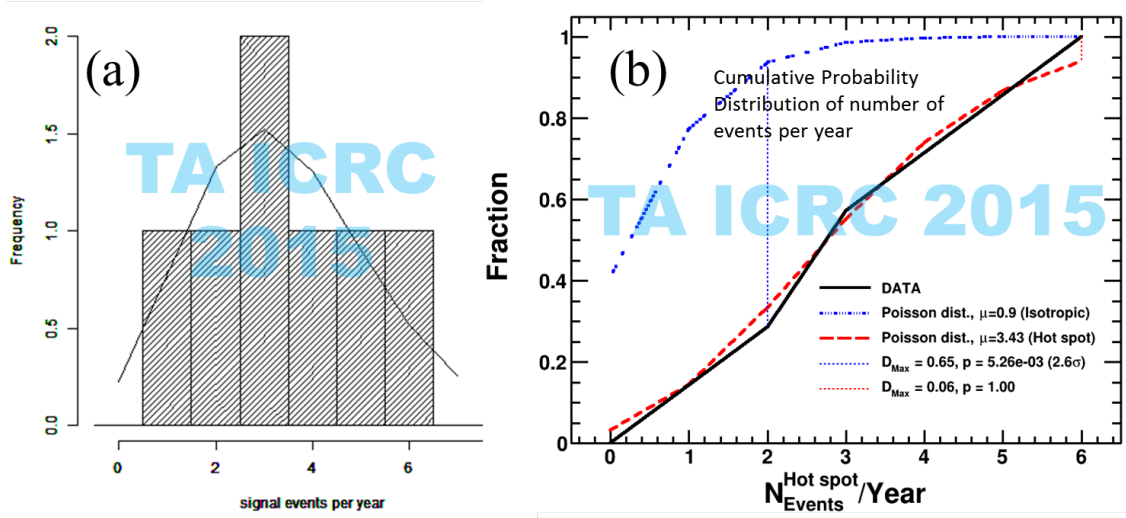 (a)
TA ICRC
2015
Frequency
0.0
0.5
1.0
1.5
2.0
0 2 4 6
signal events per year
(b)
Cumulative Probability
Distribution of number of
events per year
TA ICRC 2015
Fraction
1
0.8
0.6
0.4
0.2
0
DATA
Poisson dist., μ=0.9 (Isotropic)
Poisson dist., μ=3.43 (Hot spot)
D_Max = 0.65, p = 5.26e-03 (2.6σ)
D_Max = 0.06, p = 1.00
0 1 2 3 4 5 6
N_Events^Hot spot/Year